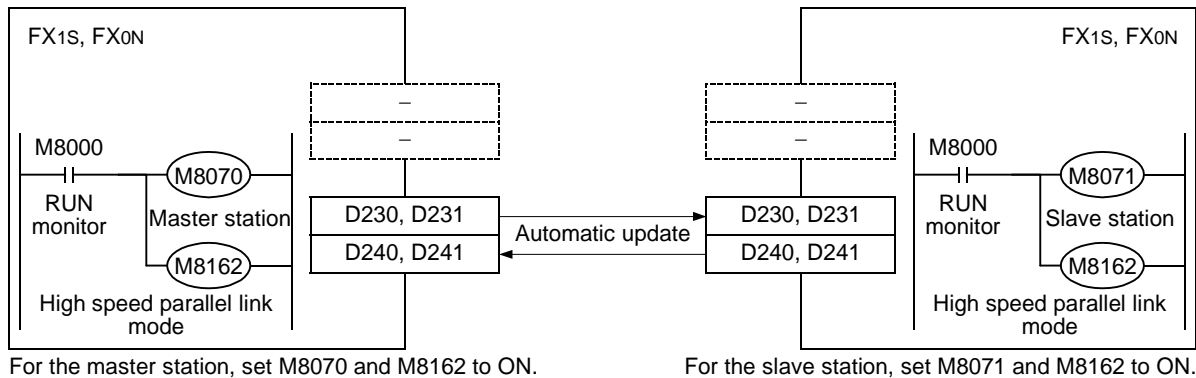 FX1S, FX0N
–
–
M8000
M8070
RUN
monitor
Master station
M8162
High speed parallel link
mode
D230, D231
D240, D241
Automatic update
FX1S, FX0N
–
–
D230, D231
D240, D241
M8000
M8071
RUN
monitor
Slave station
M8162
High speed parallel link
mode
For the master station, set M8070 and M8162 to ON.
For the slave station, set M8071 and M8162 to ON.